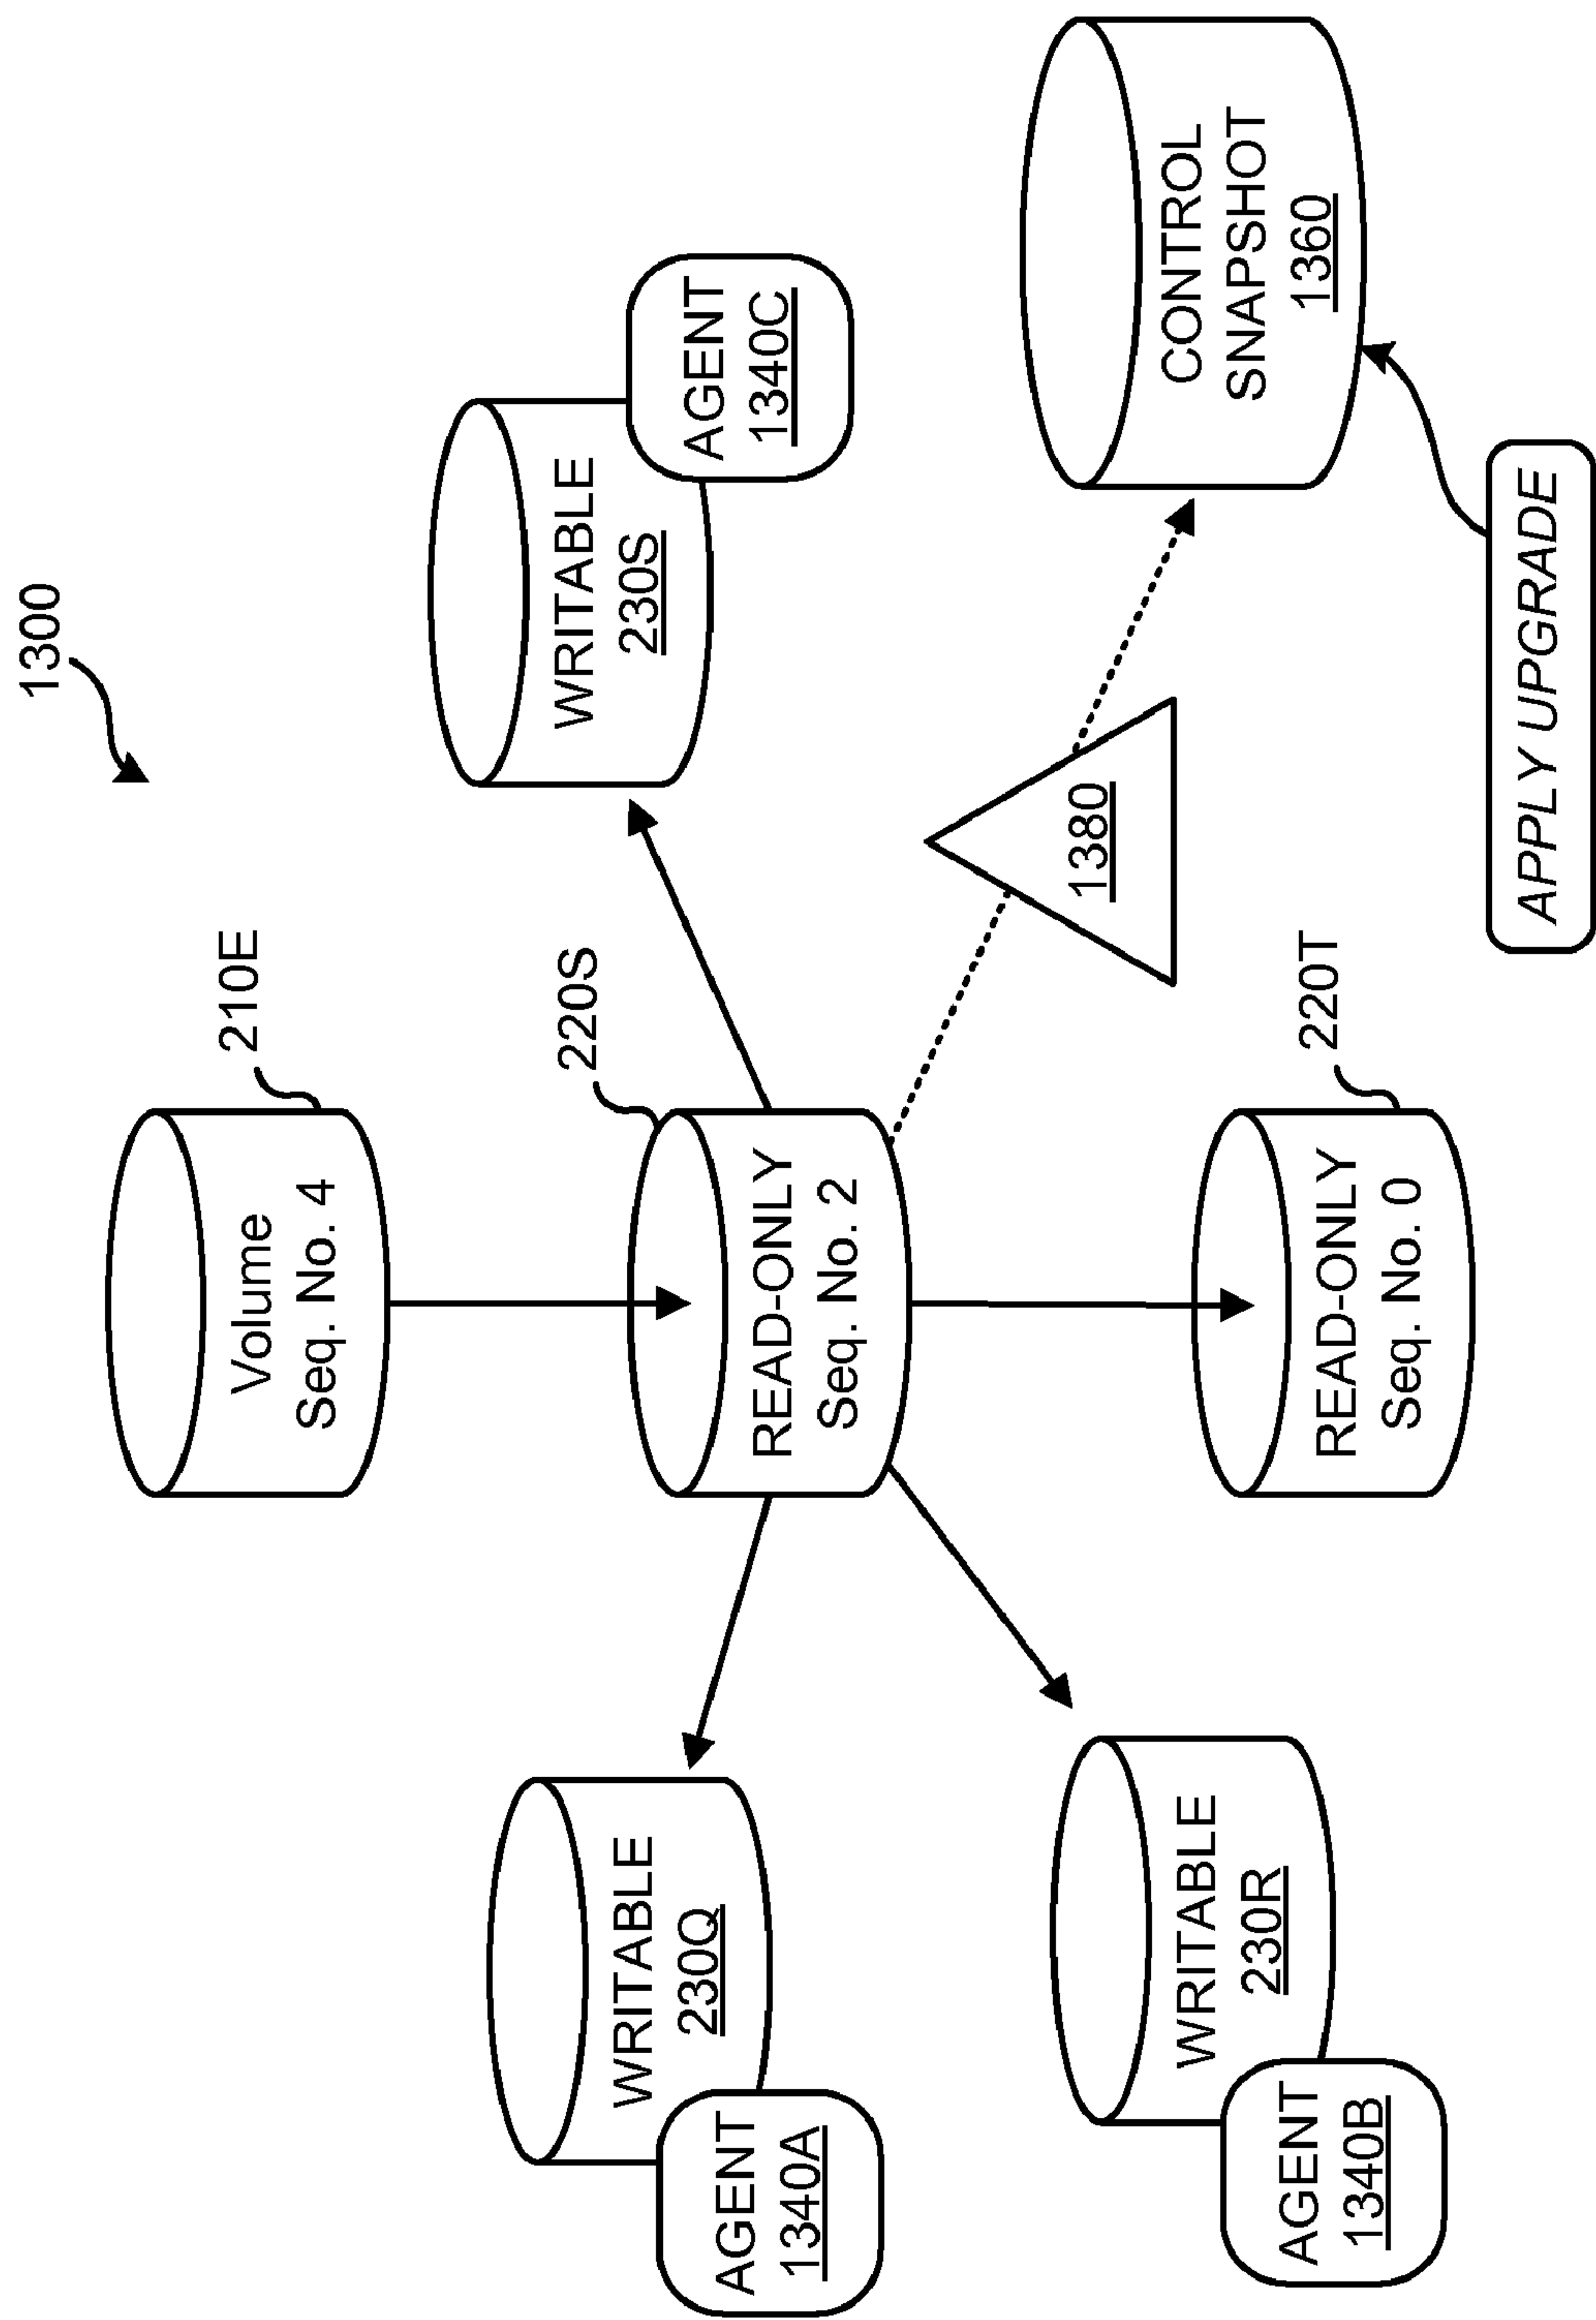 1300
210E
Volume
Seq. No. 4
220S
READ-ONLY
Seq. No. 2
220T
READ-ONLY
Seq. No. 0
WRITABLE
230Q
AGENT
1340A
WRITABLE
230R
AGENT
1340B
WRITABLE
230S
AGENT
1340C
1380
CONTROL
SNAPSHOT
1360
APPLY UPGRADE